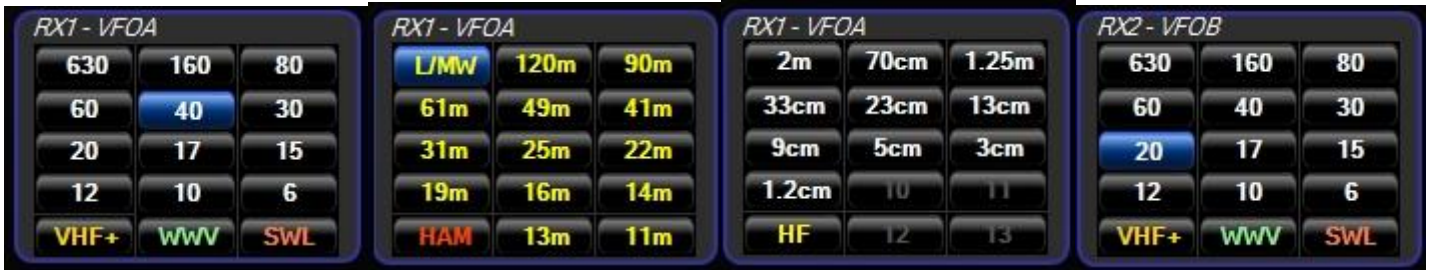 RX1 - VFOA
630 160 80
60 40 30
20 17 15
12 10 6
VHF+ WWV SWL
RX1 - VFOA
L/MW 120m 90m
61m 49m 41m
31m 25m 22m
19m 16m 14m
HAM 13m 11m
RX1 - VFOA
2m 70cm 1.25m
33cm 23cm 13cm
9cm 5cm 3cm
1.2cm 10 11
HF 12 13
RX2 - VFOB
630 160 80
60 40 30
20 17 15
12 10 6
VHF+ WWV SWL